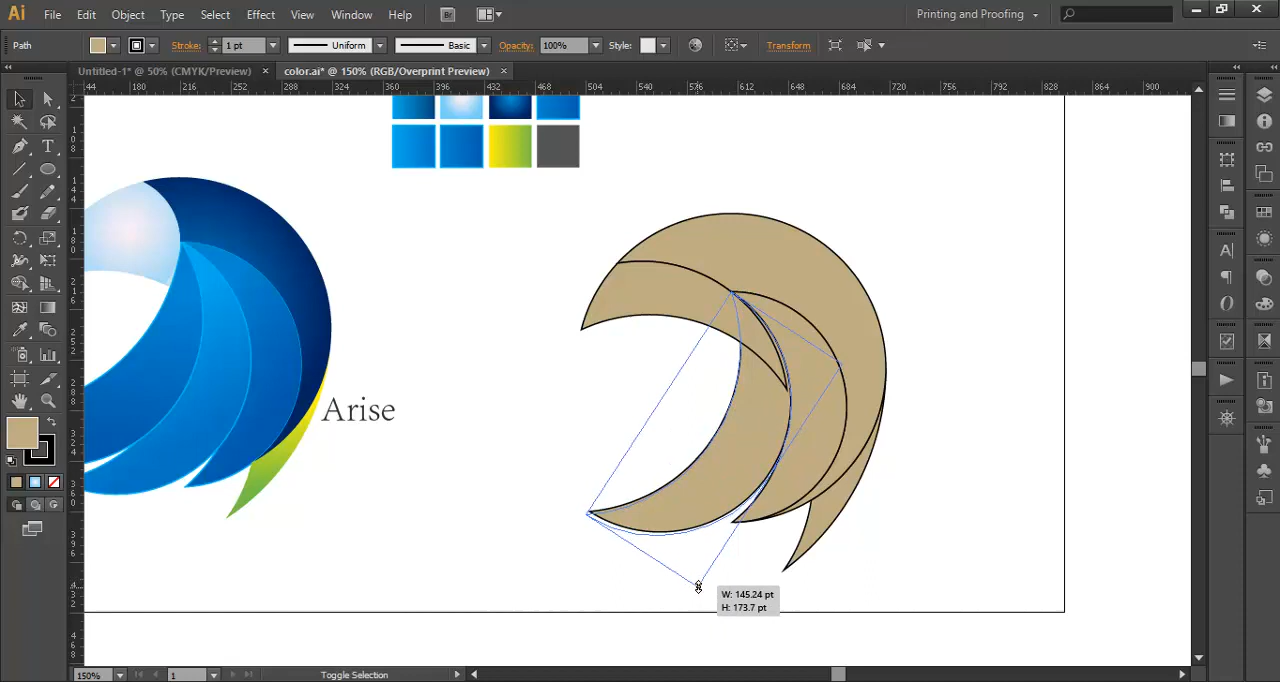 Ai File Edit Object Type Select Effect View Window Help Br Printing and Proofing
Path Stroke: 1 pt Uniform Basic Opacity: 100% Style: Transform
Untitled-1* @ 50% (CMYK/Preview) × color.ai* @ 150% (RGB/Overprint Preview) ×
44 180 216 252 288 324 360 396 432 468 504 540 576 612 648 684 720 756 792 828 864 900
Arise
W: 145.24 pt
H: 173.7 pt
150% 1 Toggle Selection